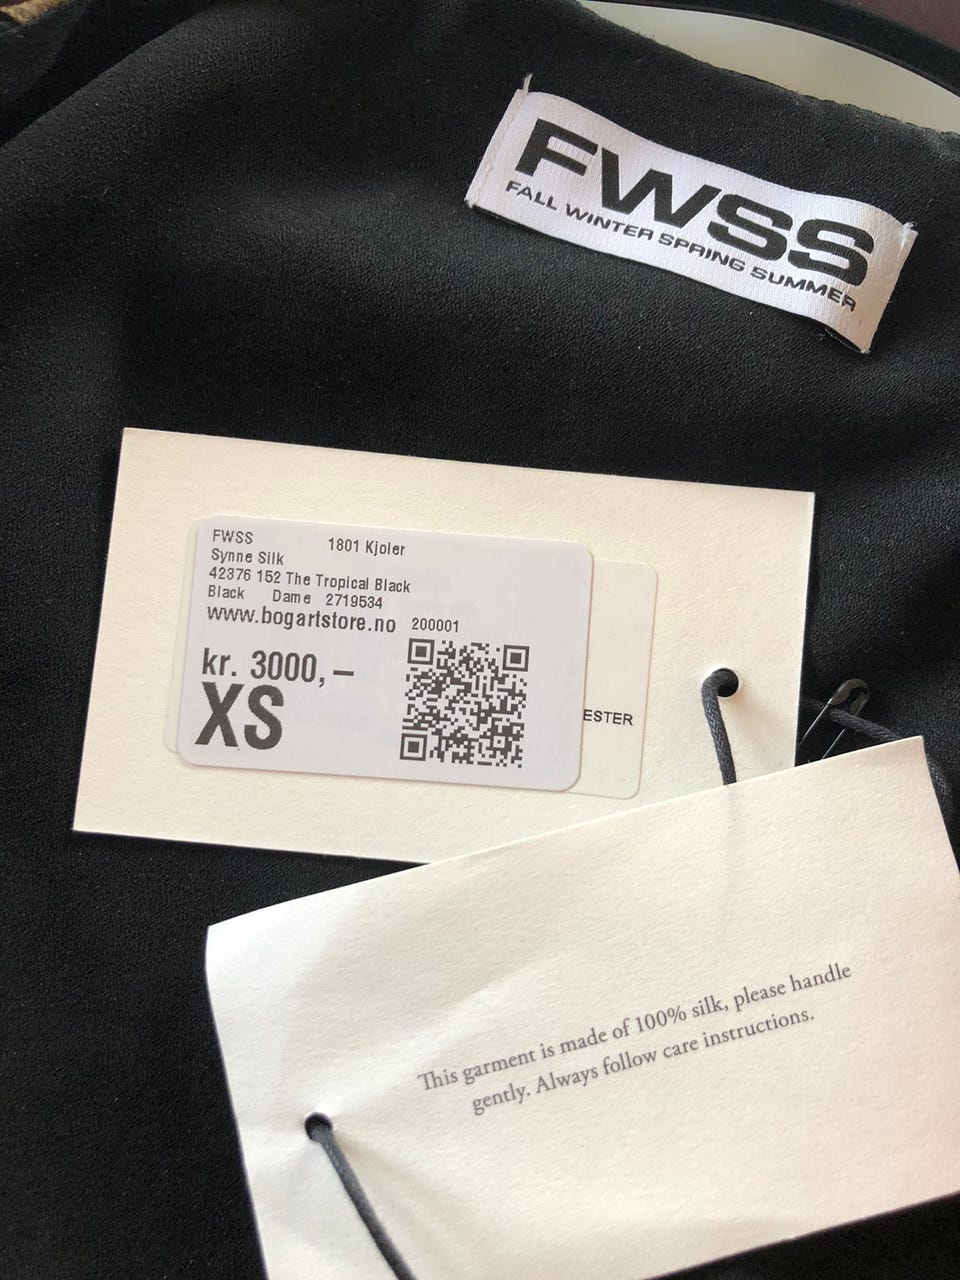 FWSS
FALL WINTER SPRING SUMMER
FWSS 1801 Kjoler
Synne Silk
42376 152 The Tropical Black
Black Dame 2719534
www.bogartstore.no 200001
kr. 3000,–
XS
ESTER
This garment is made of 100% silk, please handle
gently. Always follow care instructions.